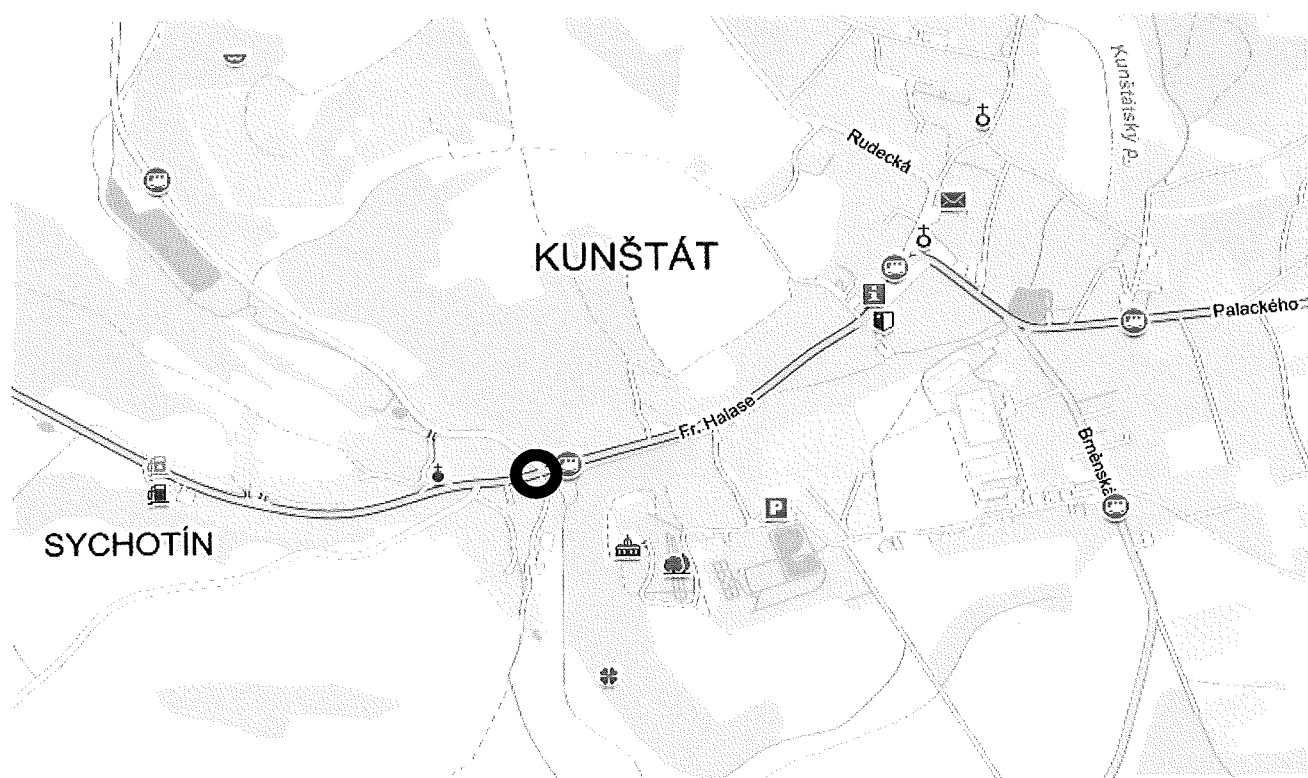 Kunštátský p.
Rudecká
KUNŠTÁT
i
Palackého
Fr. Halase
Brněnská
P
SYCHOTÍN